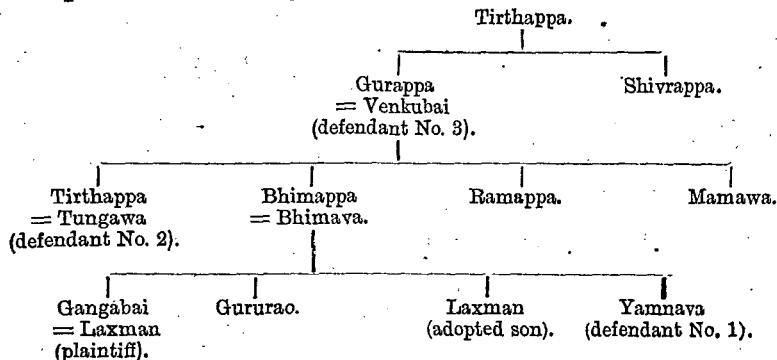 Tirthappa.
Gurappa
= Venkubai
(defendant No. 3).
Shivrappa.
Tirthappa
= Tungawa
(defendant No. 2).
Bhimappa
= Bhimava.
Ramappa.
Mamawa.
Gangabai
= Laxman
(plaintiff).
Gururao.
Laxman
(adopted son).
Yamnava
(defendant No. 1).